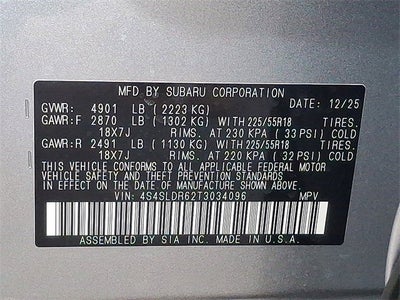 MFD BY SUBARU CORPORATION
GVWR: 4901 LB (2223 KG) DATE: 12/25
GAWR:F 2870 LB (1302 KG) WITH 225/55R18 TIRES.
18X7J RIMS. AT 230 KPA (33 PSI) COLD
GAWR:R 2491 LB (1130 KG) WITH 225/55R18 TIRES.
18X7J RIMS. AT 220 KPA (32 PSI) COLD
THIS VEHICLE CONFORMS TO ALL APPLICABLE FEDERAL MOTOR
VEHICLE SAFETY AND THEFT PREVENTION STANDARDS IN EFFECT
ON THE DATE OF MANUFACTURE SHOWN ABOVE.
VIN: 4S4SLDR62T3034096 MPV
ASSEMBLED BY SIA INC. MADE IN U.S.A.